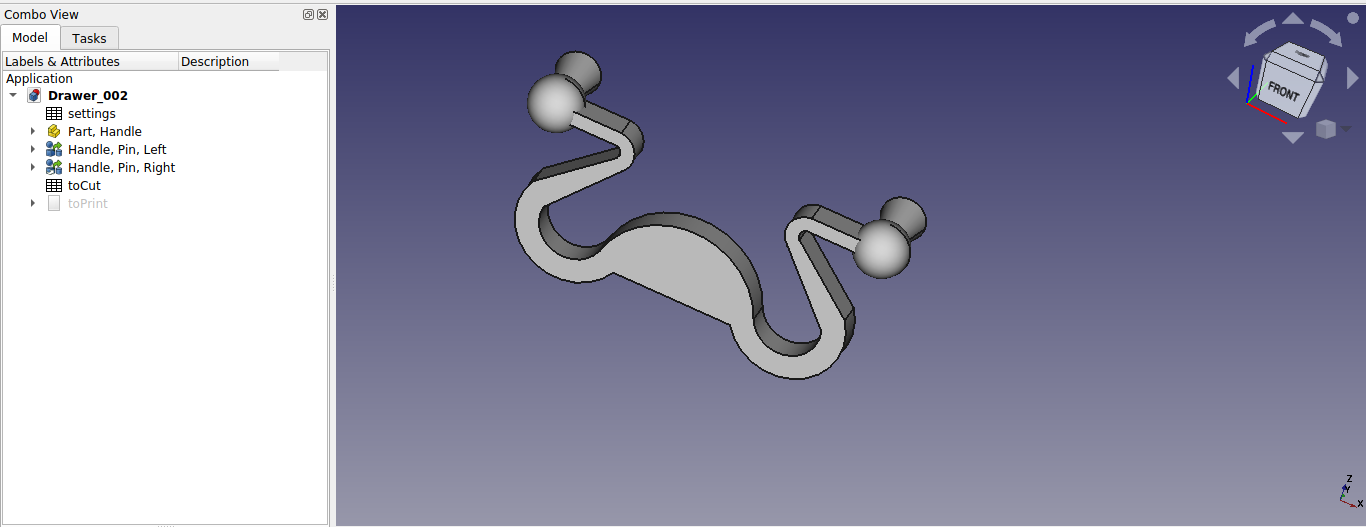 Combo View
Model Tasks
Labels & Attributes Description
Application
Drawer_002
settings
Part, Handle
Handle, Pin, Left
Handle, Pin, Right
toCut
toPrint
FRONT
Z
Y
X